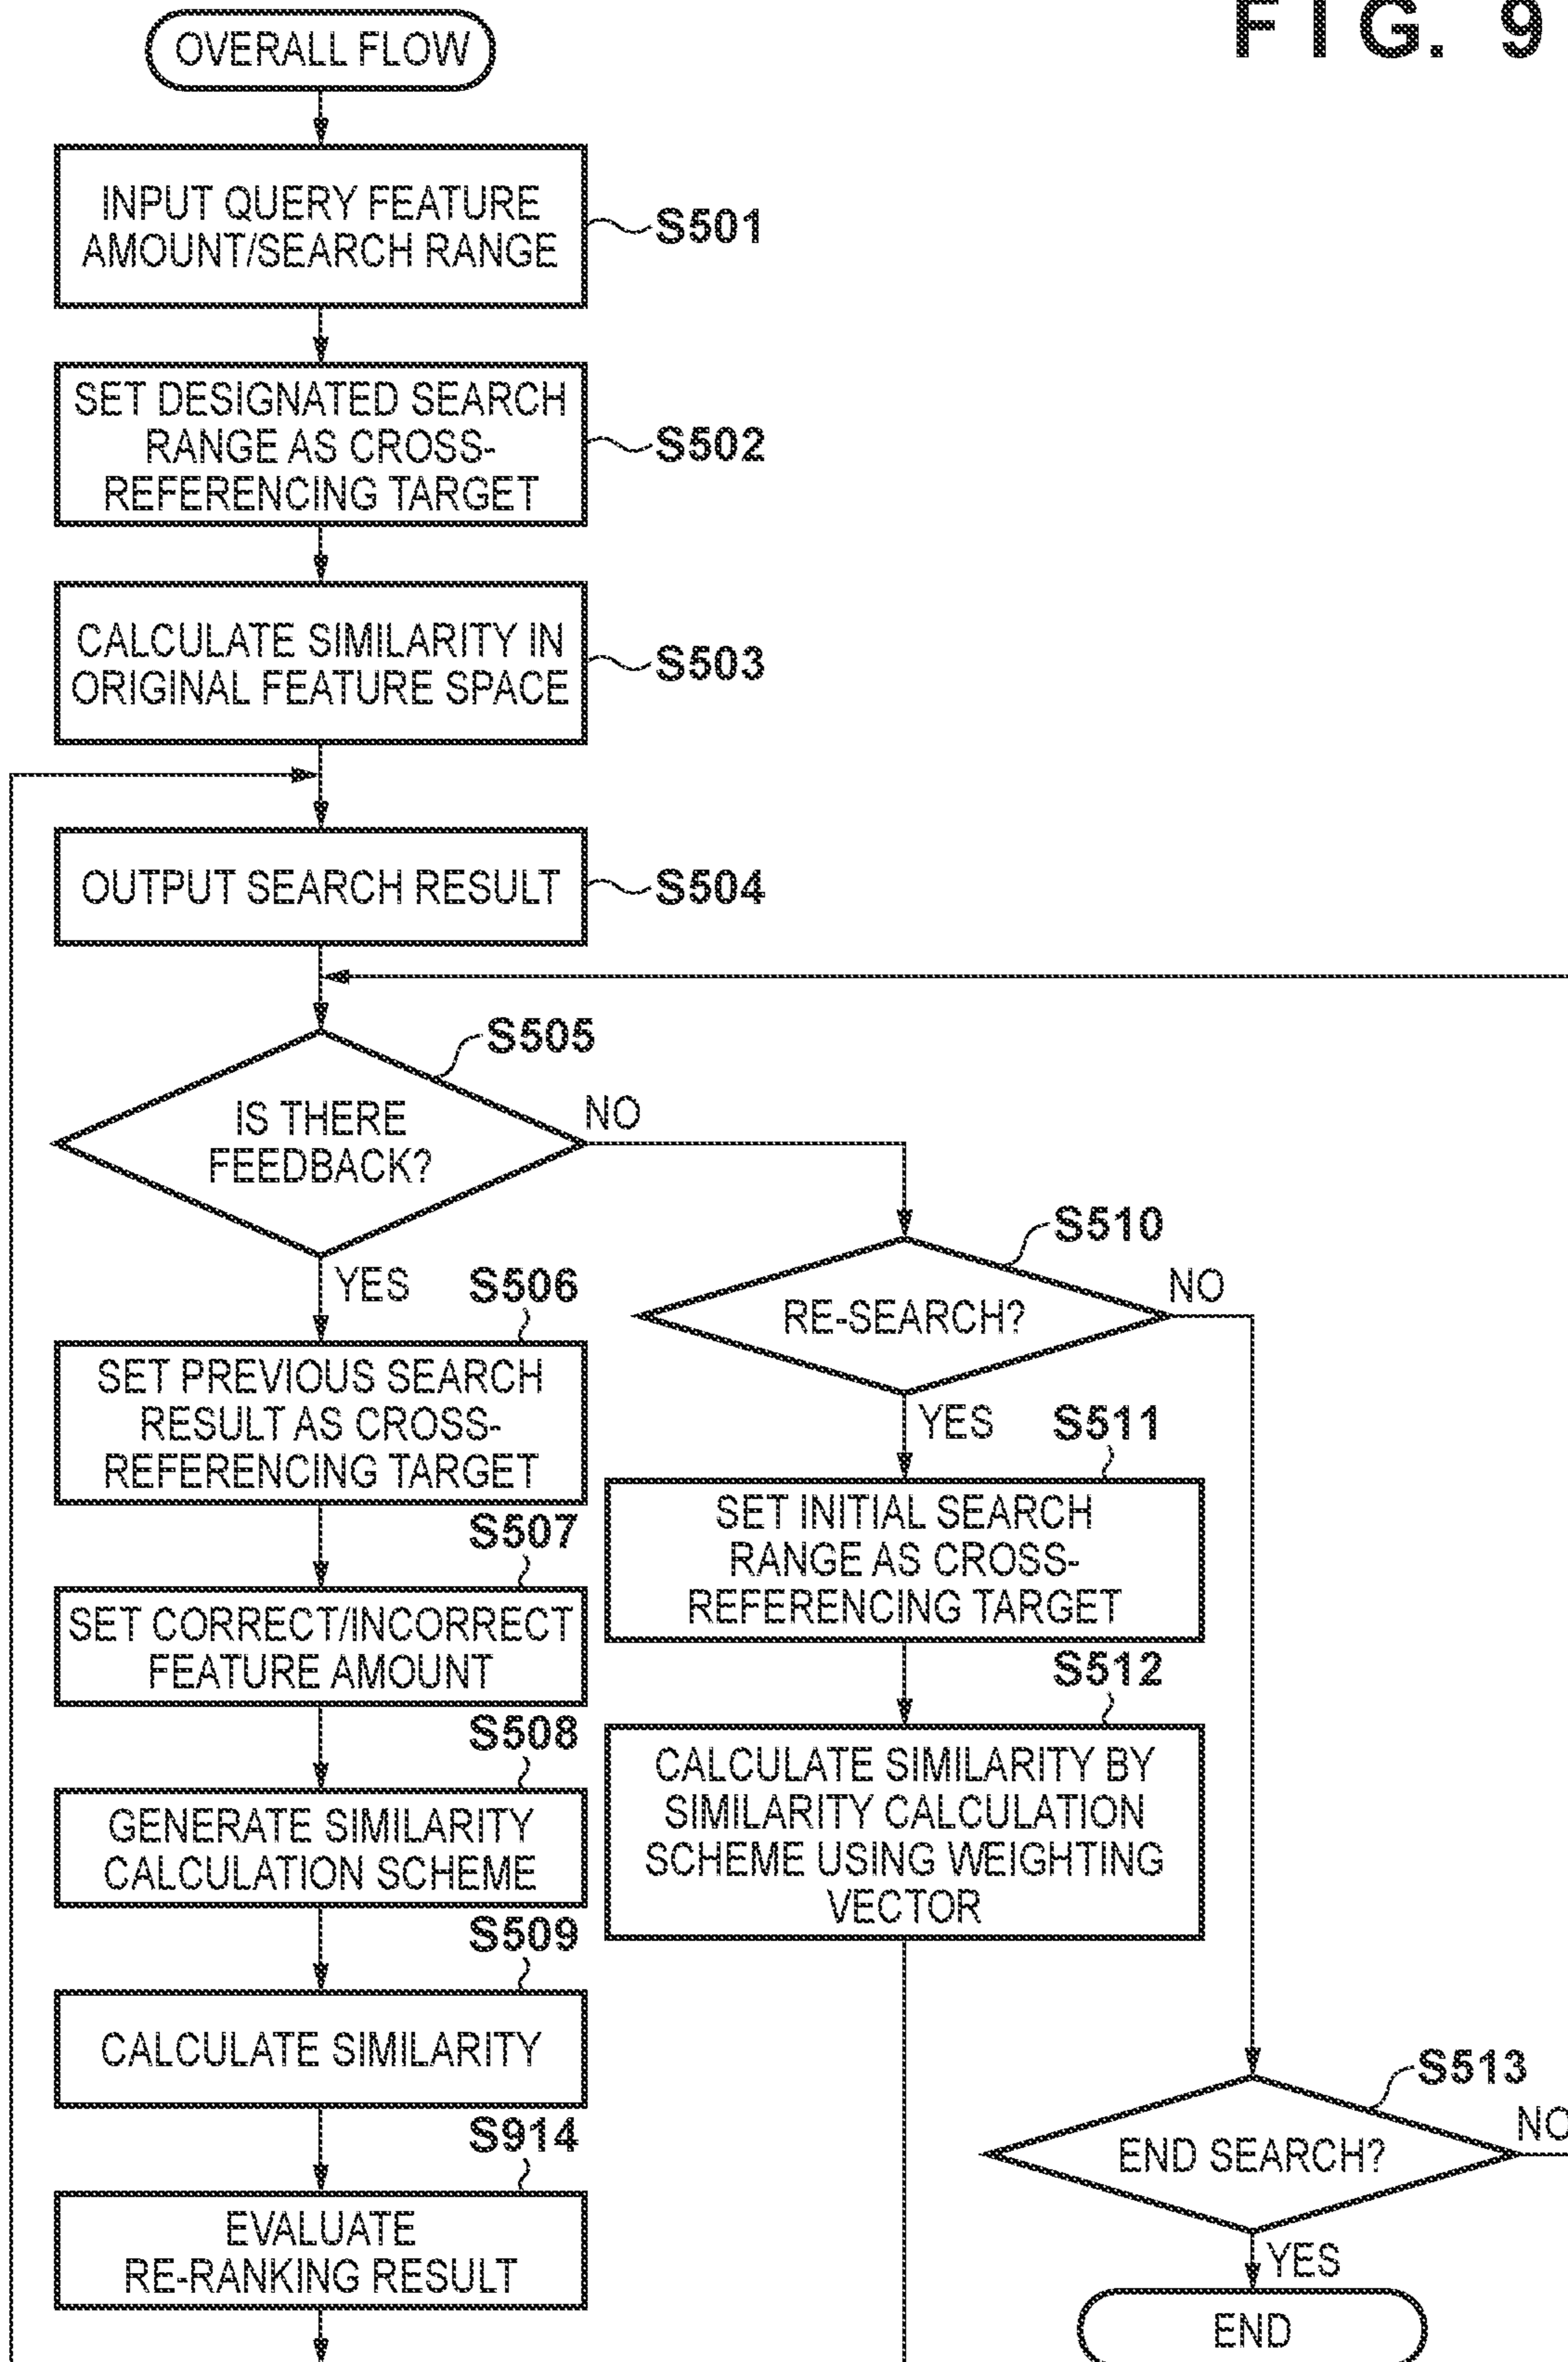 FIG. 9
OVERALL FLOW
INPUT QUERY FEATURE
AMOUNT/SEARCH RANGE
S501
SET DESIGNATED SEARCH
RANGE AS CROSS-
REFERENCING TARGET
S502
CALCULATE SIMILARITY IN
ORIGINAL FEATURE SPACE
S503
OUTPUT SEARCH RESULT
S504
S505
IS THERE
FEEDBACK?
NO
YES
S506
SET PREVIOUS SEARCH
RESULT AS CROSS-
REFERENCING TARGET
S507
SET CORRECT/INCORRECT
FEATURE AMOUNT
S508
GENERATE SIMILARITY
CALCULATION SCHEME
S509
CALCULATE SIMILARITY
S914
EVALUATE
RE-RANKING RESULT
S510
RE-SEARCH?
NO
YES
S511
SET INITIAL SEARCH
RANGE AS CROSS-
REFERENCING TARGET
S512
CALCULATE SIMILARITY BY
SIMILARITY CALCULATION
SCHEME USING WEIGHTING
VECTOR
S513
END SEARCH?
NO
YES
END